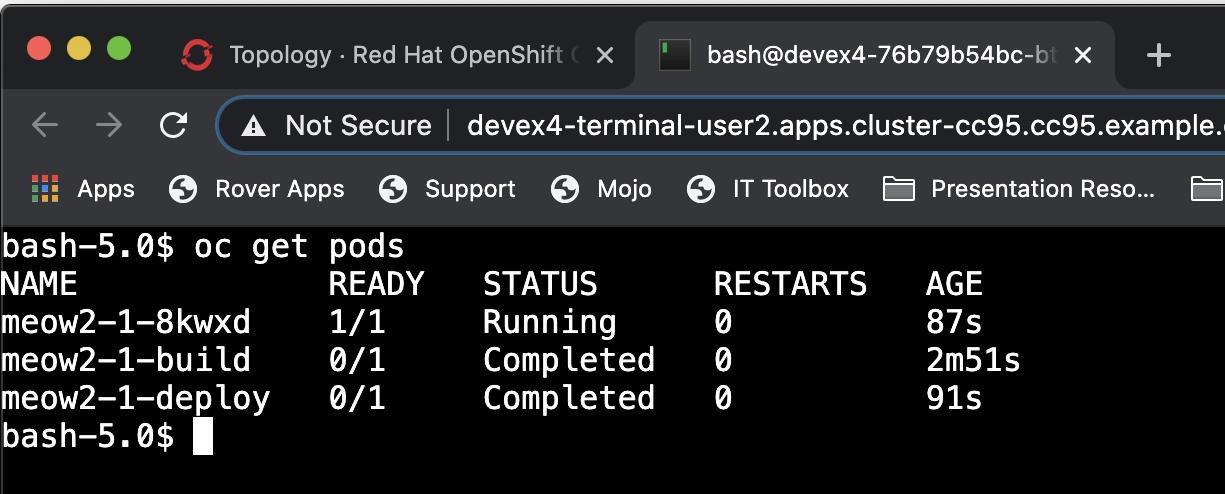 Topology · Red Hat OpenShift
bash@devex4-76b79b54bc-bt
Not Secure | devex4-terminal-user2.apps.cluster-cc95.cc95.example.
Apps Rover Apps Support Mojo IT Toolbox Presentation Reso...
bash-5.0$ oc get pods
NAME READY STATUS RESTARTS AGE
meow2-1-8kwxd 1/1 Running 0 87s
meow2-1-build 0/1 Completed 0 2m51s
meow2-1-deploy 0/1 Completed 0 91s
bash-5.0$